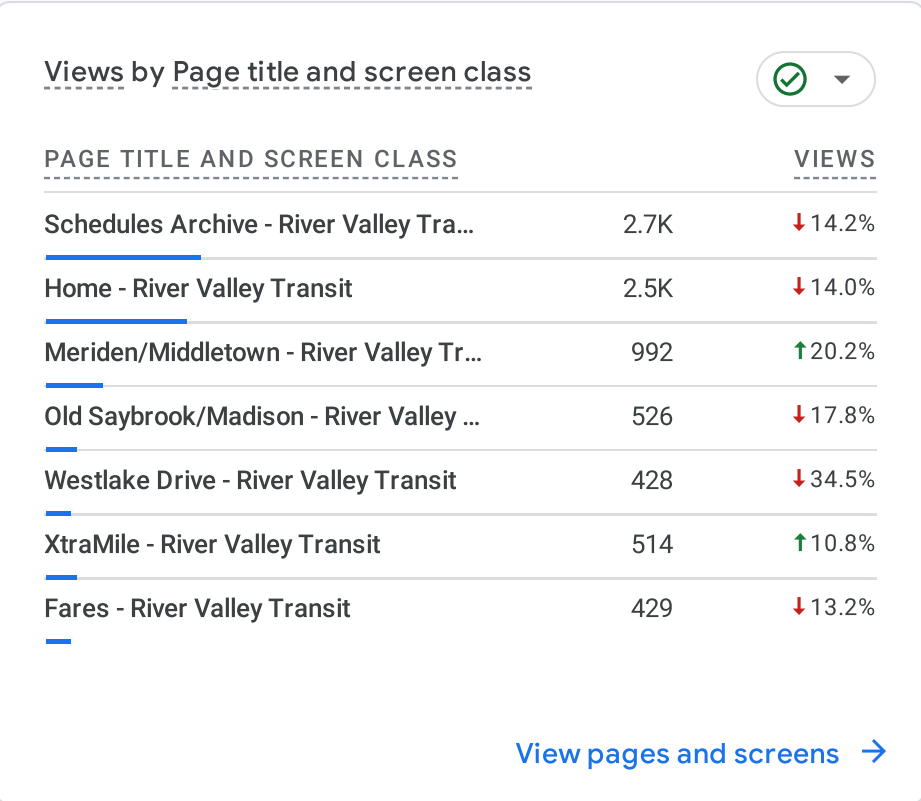 Views by Page title and screen class
PAGE TITLE AND SCREEN CLASS VIEWS
Schedules Archive - River Valley Tra... 2.7K ↓14.2%
Home - River Valley Transit 2.5K ↓14.0%
Meriden/Middletown - River Valley Tr... 992 ↑20.2%
Old Saybrook/Madison - River Valley ... 526 ↓17.8%
Westlake Drive - River Valley Transit 428 ↓34.5%
XtraMile - River Valley Transit 514 ↑10.8%
Fares - River Valley Transit 429 ↓13.2%
View pages and screens →